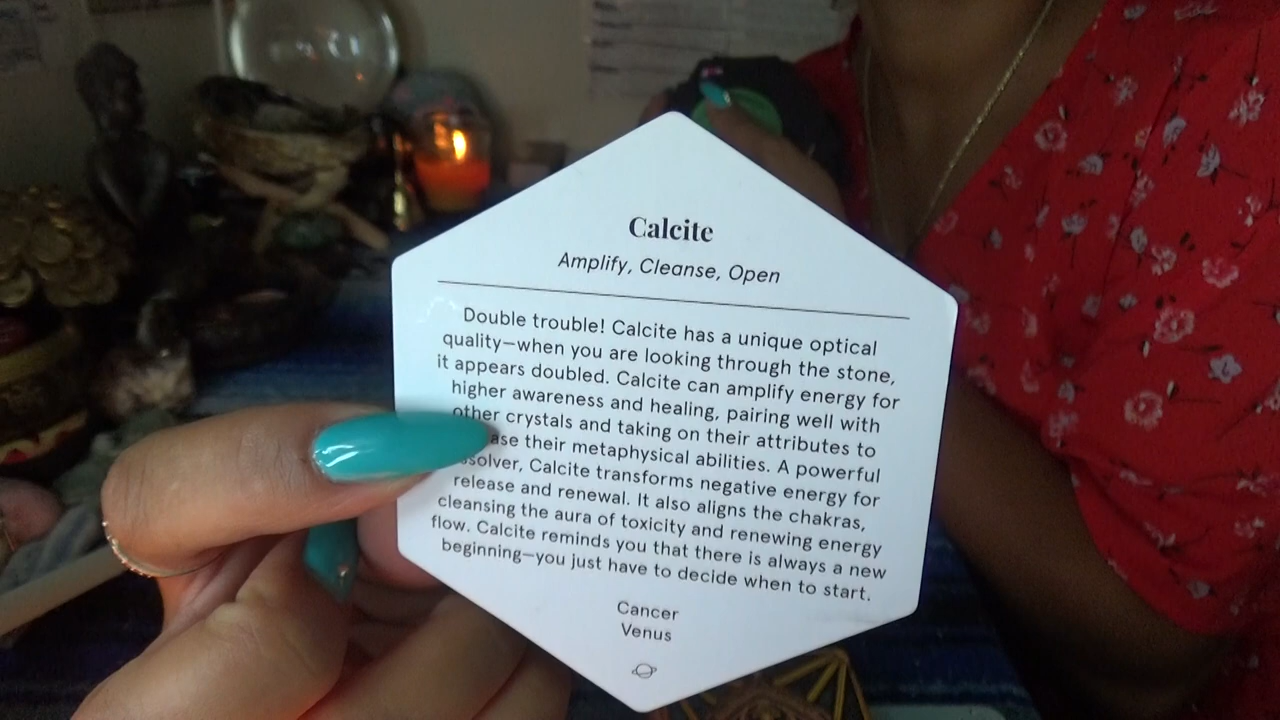 Calcite
Amplify, Cleanse, Open
Double trouble! Calcite has a unique optical
quality—when you are looking through the stone,
it appears doubled. Calcite can amplify energy for
higher awareness and healing, pairing well with
other crystals and taking on their attributes to
ase their metaphysical abilities. A powerful
solver, Calcite transforms negative energy for
release and renewal. It also aligns the chakras,
cleansing the aura of toxicity and renewing energy
flow. Calcite reminds you that there is always a new
beginning—you just have to decide when to start.
Cancer
Venus